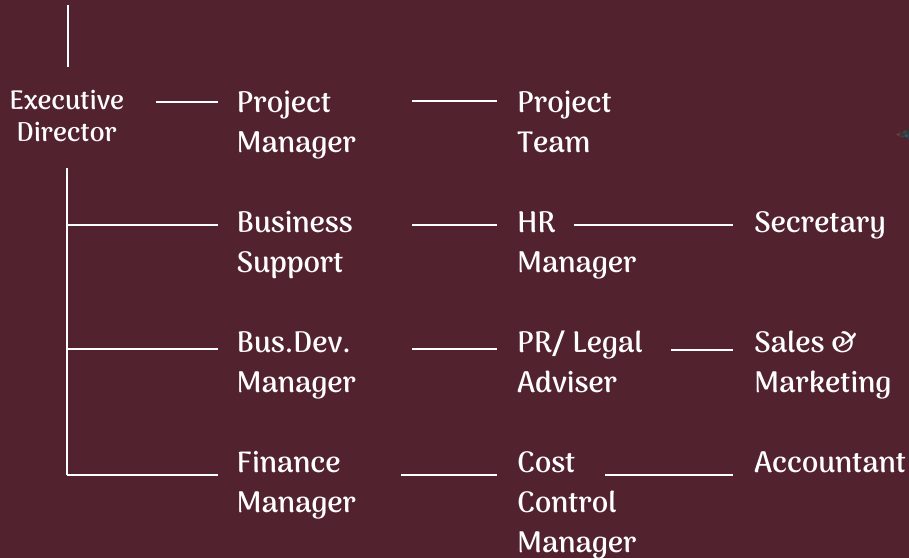 Executive
Director
Project
Manager
Project
Team
Business
Support
HR
Manager
Secretary
Bus.Dev.
Manager
PR/ Legal
Adviser
Sales &
Marketing
Finance
Manager
Cost
Control
Manager
Accountant